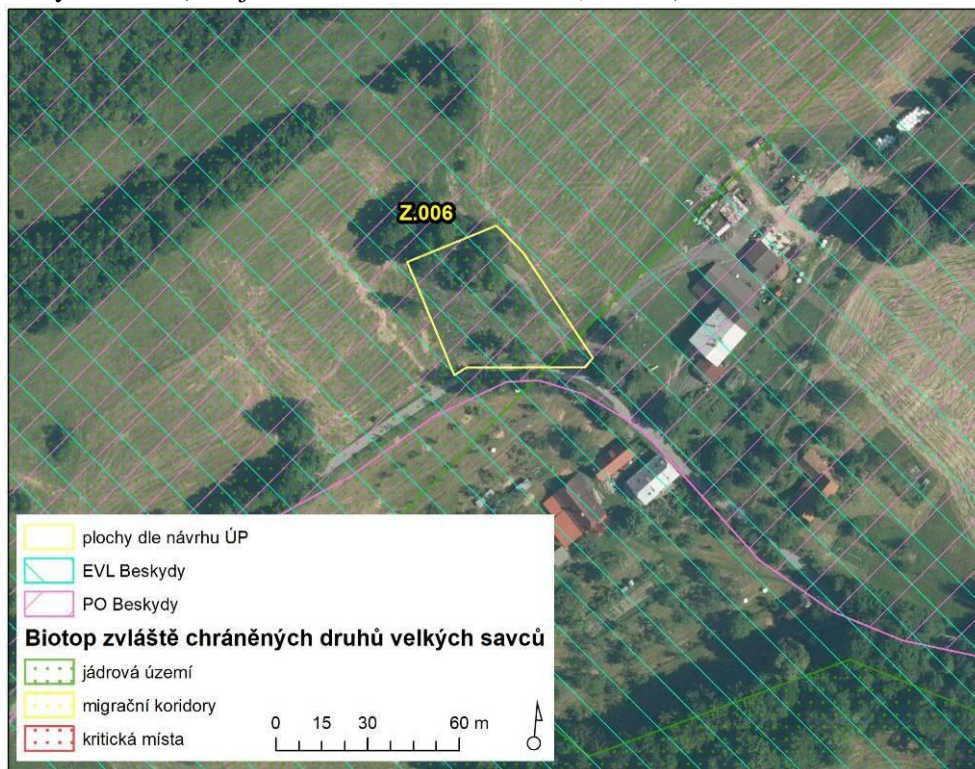 Z.006
plochy dle návrhu ÚP
EVL Beskydy
PO Beskydy
Biotop zvláště chráněných druhů velkých savců
jádrová území
migrační koridory
kritická místa
0 15 30 60 m